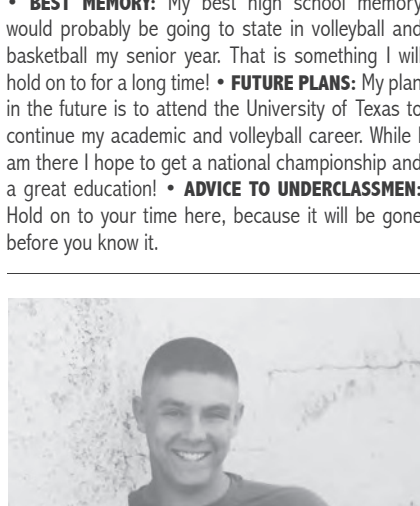 • BEST MEMORY: My best high school memory
would probably be going to state in volleyball and
basketball my senior year. That is something I will
hold on to for a long time! • FUTURE PLANS: My plan
in the future is to attend the University of Texas to
continue my academic and volleyball career. While I
am there I hope to get a national championship and
a great education! • ADVICE TO UNDERCLASSMEN:
Hold on to your time here, because it will be gone
before you know it.